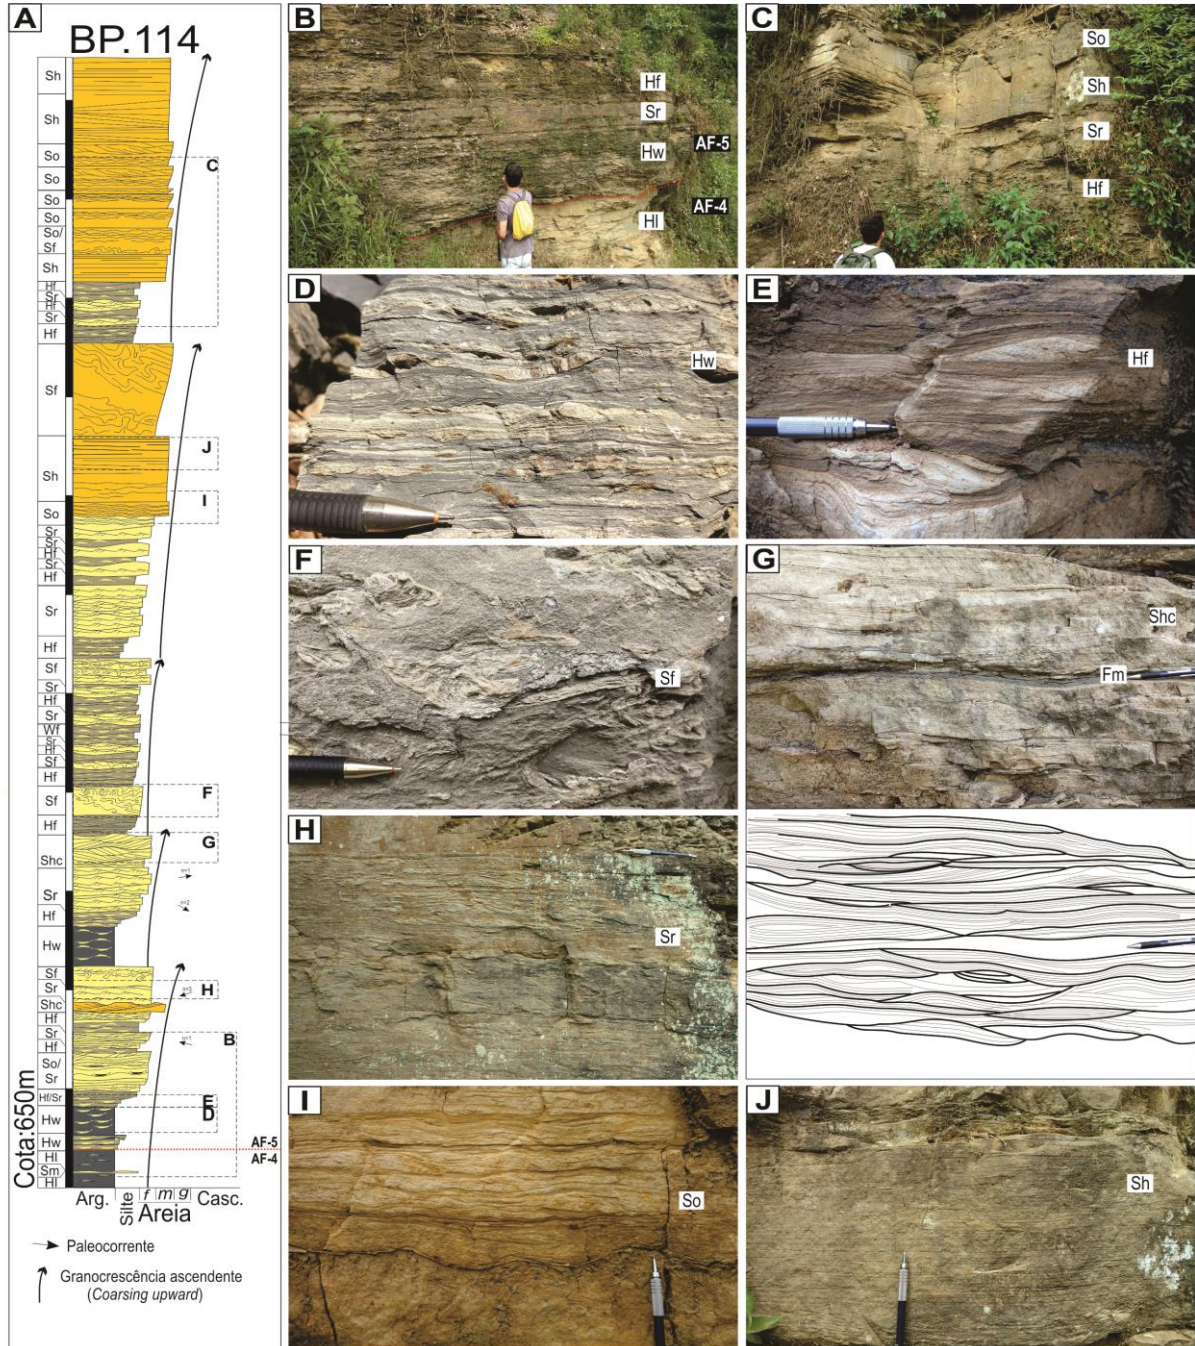 A
BP.114
Sh
Sh
So
So
So
So
So/
Sf
Sh
Hf
Sr
Hf
Sr
Hf
Sf
Sh
So
Sr
Sr
Hf
Sr
Hf
Sr
Hf
Sf
Sr
Hf
Sr
Wf
Sr
Hf
Sf
Hf
Sf
Hf
Shc
Sr
Hf
Hw
Sf
Sr
Shc
Hf
Sr
Hf
So/
Sr
Hf/Sr
Hw
Hw
Hl
Sm
Hl
C
J
I
F
G
n=1
n=2
H
n=3
B
n=1
E
D
AF-5
AF-4
Cota:650m
Arg.
Silte
f m g
Areia
Casc.
Paleocorrente
Granocrescência ascendente
(Coarsing upward)
B
Hf
Sr
AF-5
Hw
AF-4
Hl
C
So
Sh
Sr
Hf
D
Hw
E
Hf
F
Sf
G
Shc
Fm
H
Sr
I
So
J
Sh